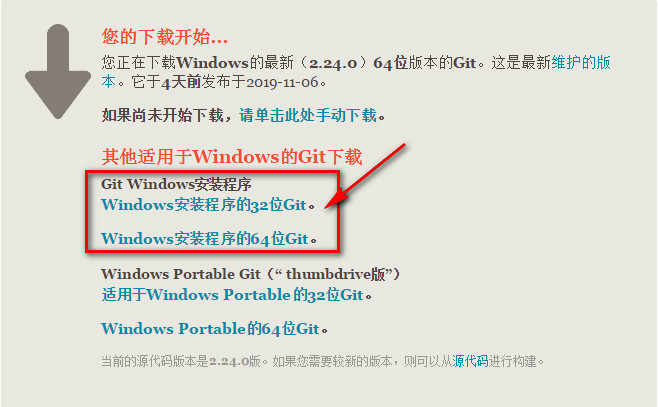 您的下载开始...
您正在下载Windows的最新（2.24.0）64位版本的Git。这是最新维护的版
本。它于4天前发布于2019-11-06。
如果尚未开始下载，请单击此处手动下载。
其他适用于Windows的Git下载
Git Windows安装程序
Windows安装程序的32位Git。
Windows安装程序的64位Git。
Windows Portable Git（“ thumbdrive版”）
适用于Windows Portable的32位Git。
Windows Portable的64位Git。
当前的源代码版本是2.24.0版。如果您需要较新的版本，则可以从源代码进行构建。